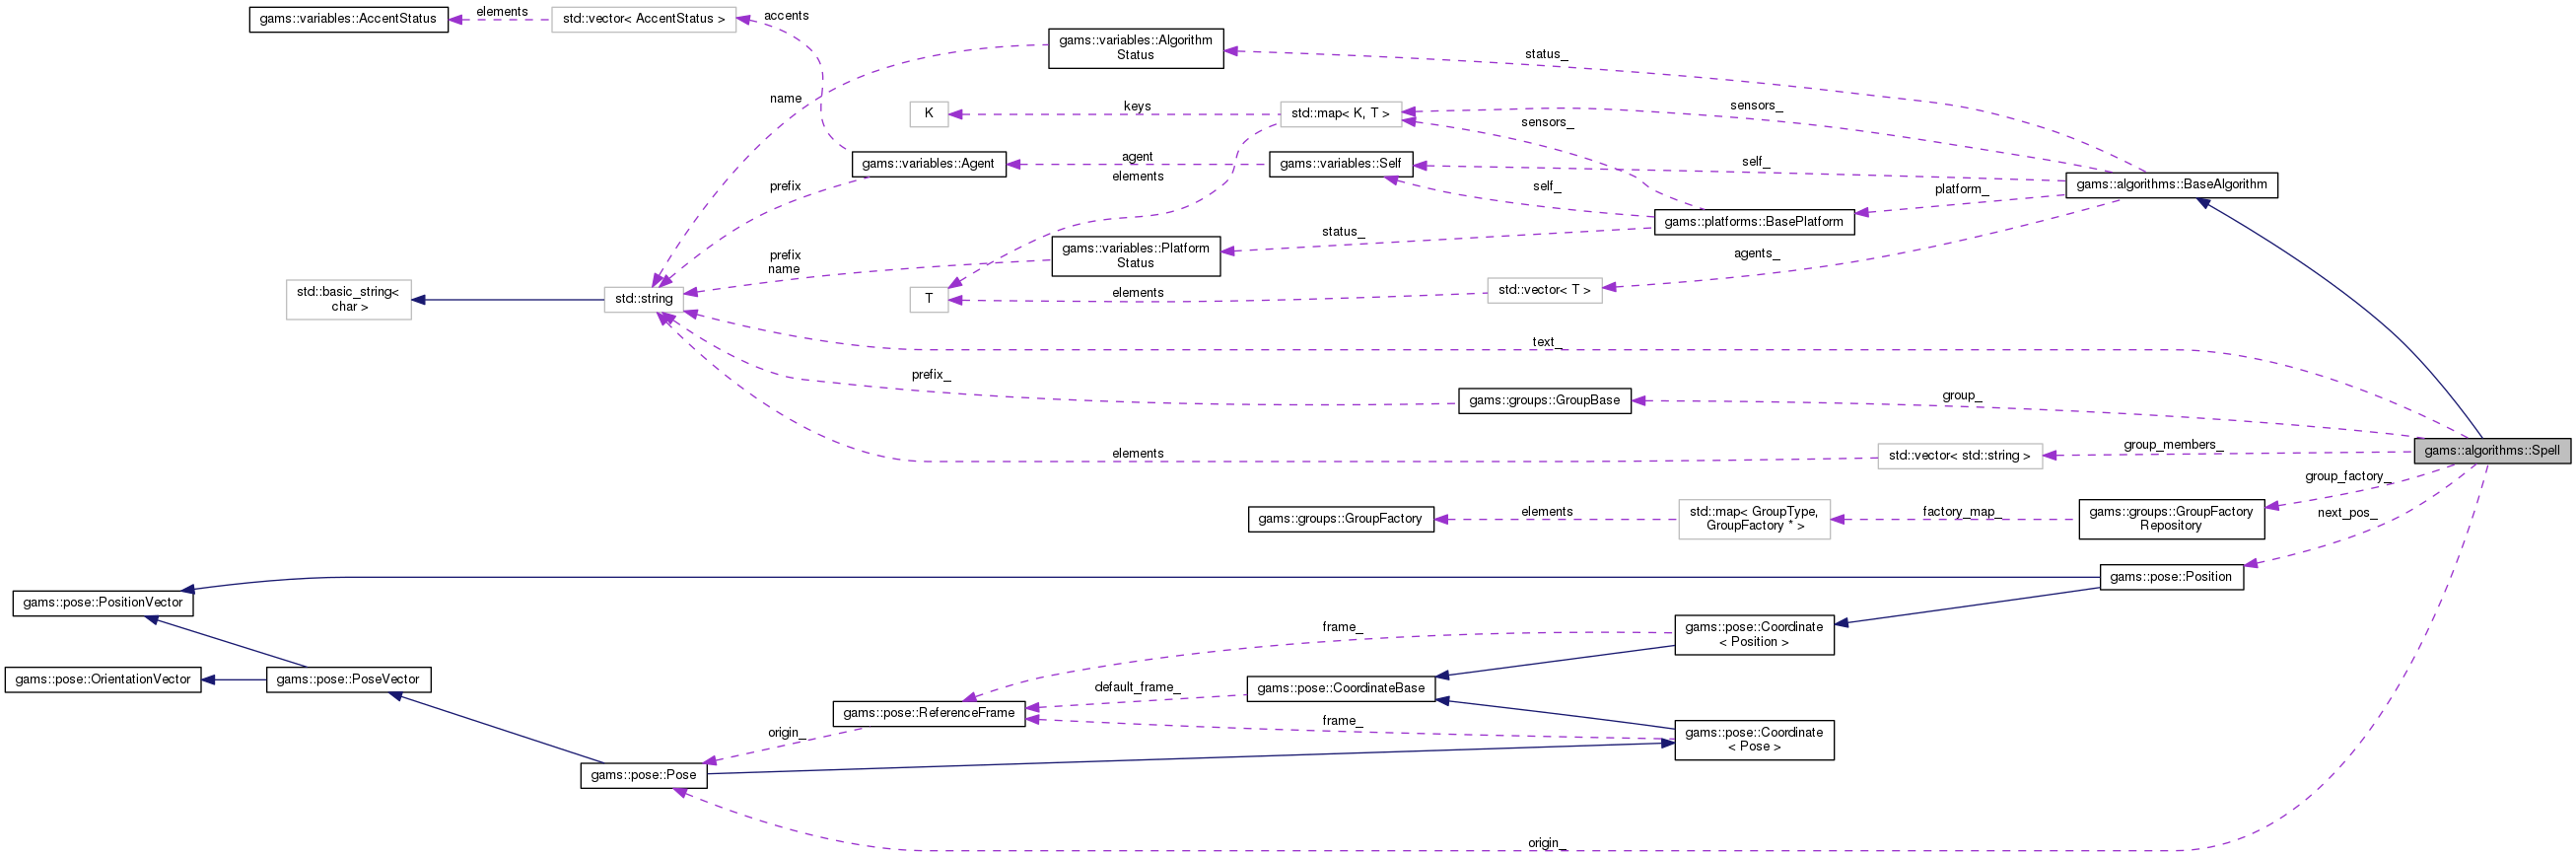 gams::variables::AccentStatus
elements
std::vector< AccentStatus >
accents
gams::variables::Algorithm
Status
status_
name
K
keys
std::map< K, T >
sensors_
sensors_
gams::variables::Agent
agent
elements
gams::variables::Self
self_
self_
gams::algorithms::BaseAlgorithm
platform_
prefix
gams::platforms::BasePlatform
status_
gams::variables::Platform
Status
prefix
name
agents_
std::basic_string<
char >
std::string
T
elements
std::vector< T >
text_
prefix_
gams::groups::GroupBase
group_
elements
std::vector< std::string >
group_members_
gams::algorithms::Spell
group_factory_
gams::groups::GroupFactory
elements
std::map< GroupType,
GroupFactory * >
factory_map_
gams::groups::GroupFactory
Repository
next_pos_
gams::pose::Position
gams::pose::PositionVector
frame_
gams::pose::Coordinate
< Position >
gams::pose::OrientationVector
gams::pose::PoseVector
default_frame_
gams::pose::CoordinateBase
gams::pose::ReferenceFrame
frame_
origin_
gams::pose::Coordinate
< Pose >
gams::pose::Pose
origin_